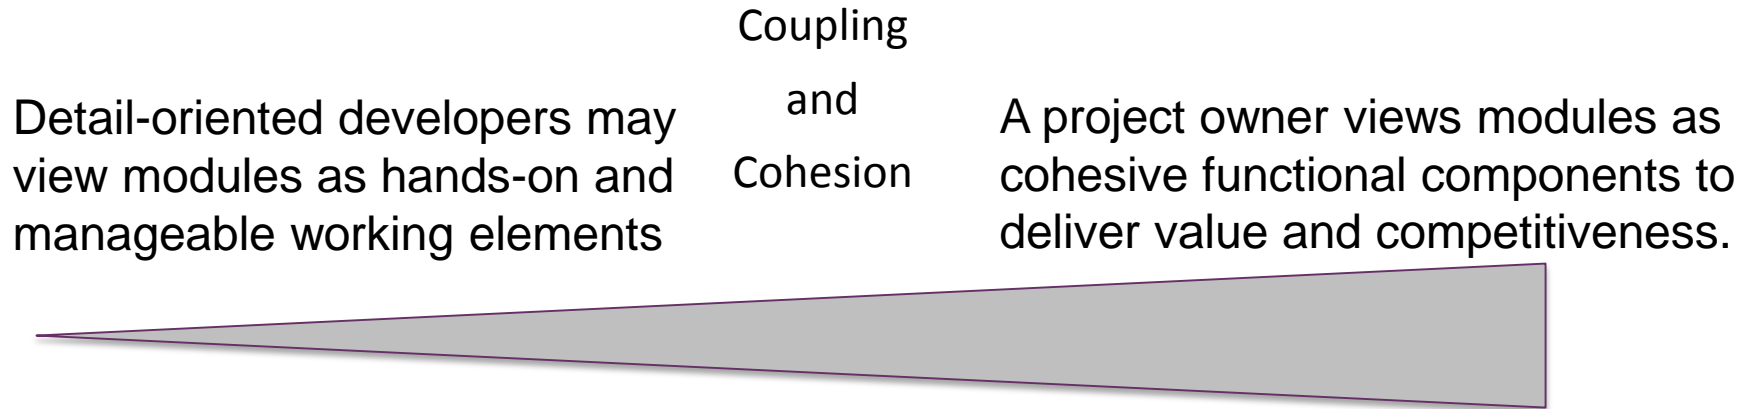 Coupling
and
Cohesion
Detail-oriented developers may
view modules as hands-on and
manageable working elements
A project owner views modules as
cohesive functional components to
deliver value and competitiveness.